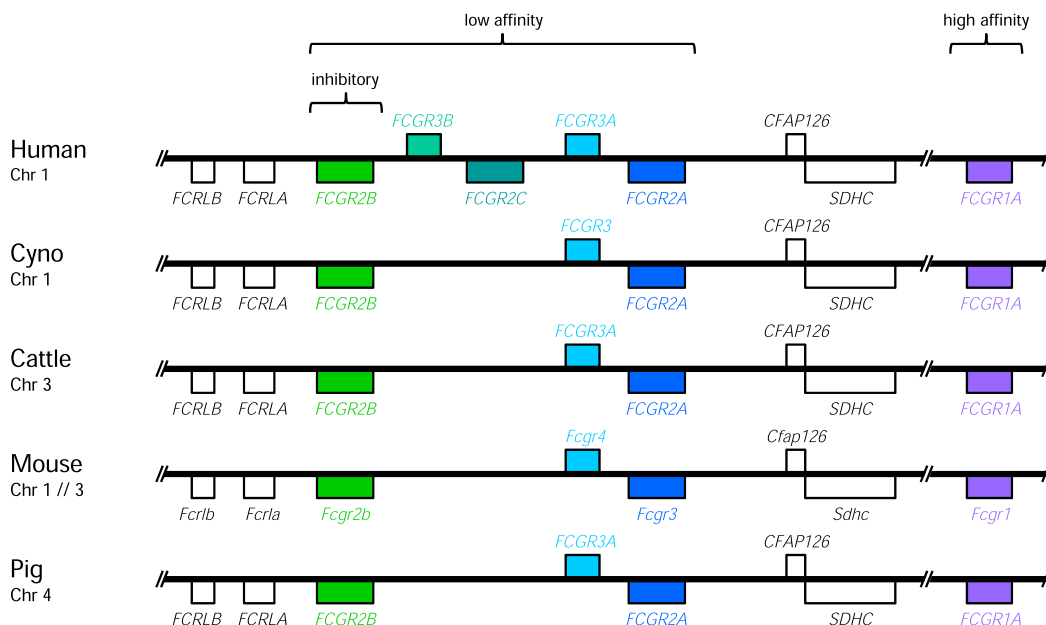 low affinity
high affinity
inhibitory
FCGR3B FCGR3A CFAP126
Human
Chr 1
FCRLB FCRLA FCGR2B FCGR2C FCGR2A SDHC FCGR1A
FCGR3 CFAP126
Cyno
Chr 1
FCRLB FCRLA FCGR2B FCGR2A SDHC FCGR1A
FCGR3A CFAP126
Cattle
Chr 3
FCRLB FCRLA FCGR2B FCGR2A SDHC FCGR1A
Fcgr4 Cfap126
Mouse
Chr 1 // 3
Fcrlb Fcrla Fcgr2b Fcgr3 Sdhc Fcgr1
FCGR3A CFAP126
Pig
Chr 4
FCRLB FCRLA FCGR2B FCGR2A SDHC FCGR1A